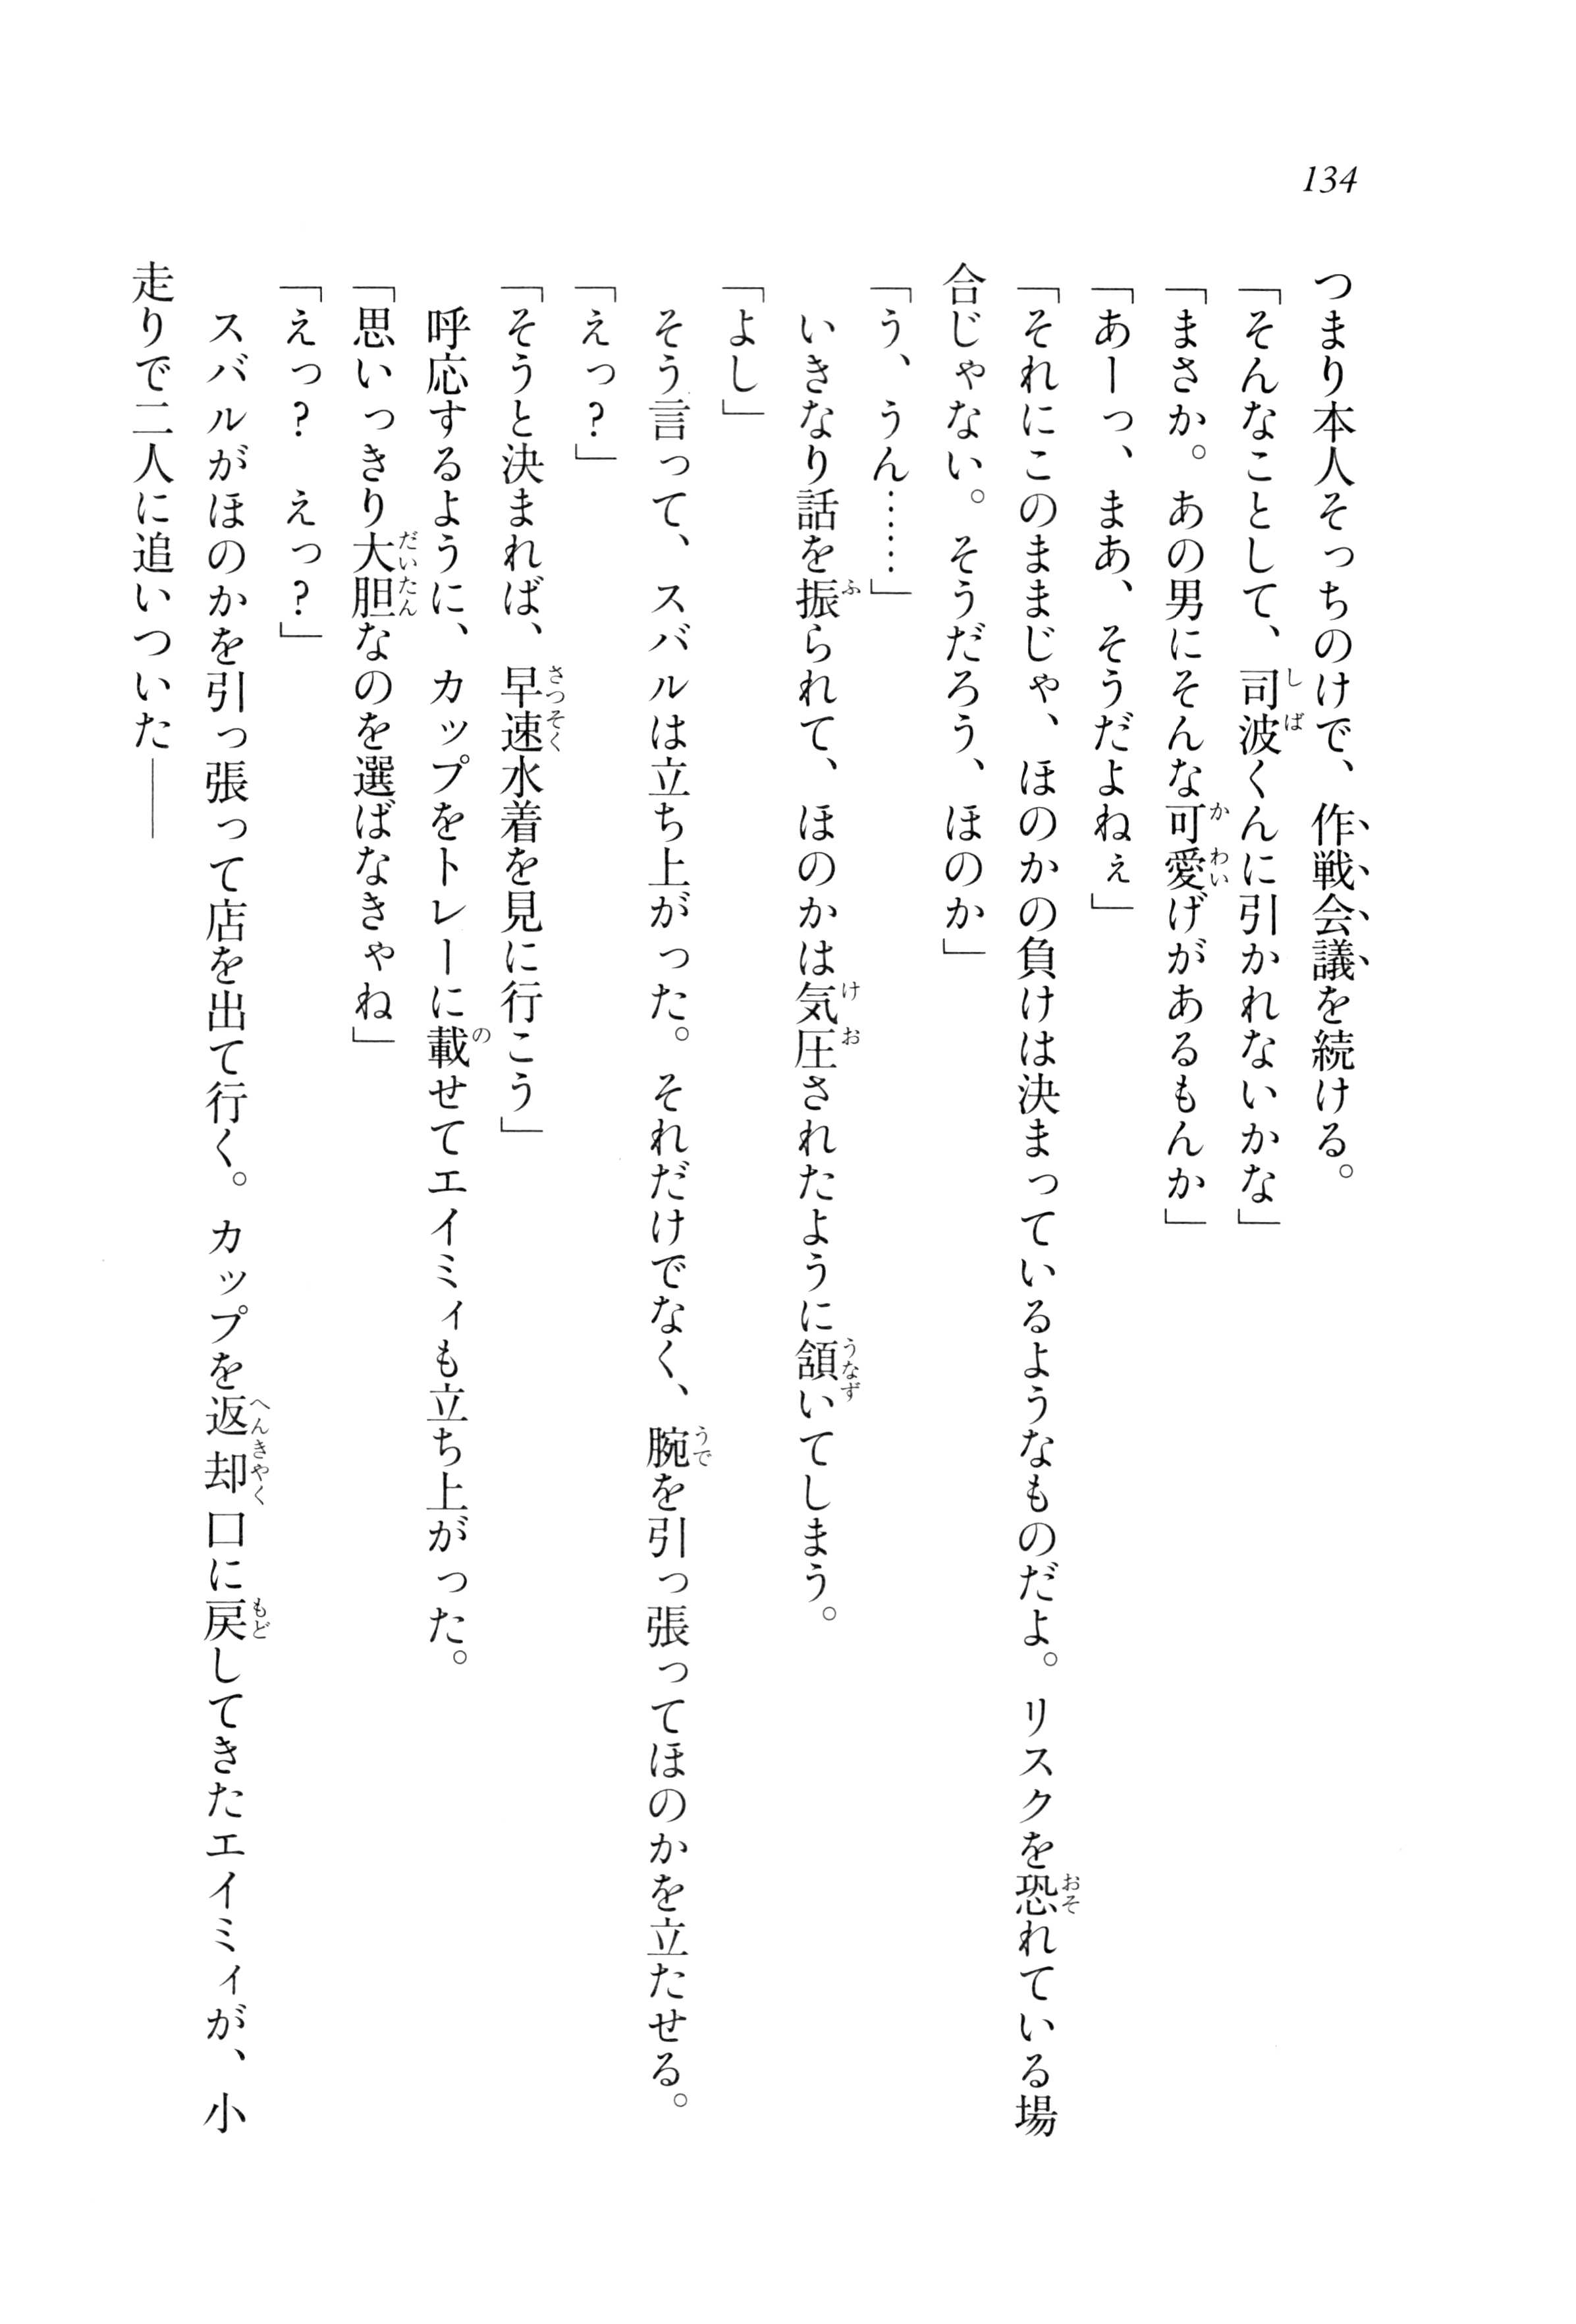 134
つまり本人そっちのけで、作戦会議を続ける。
「そんなことして、司波くんに引かれないかな」
「まさか。あの男にそんな可愛げがあるもんか」
「あーっ、まあ、そうだよねぇ」
「それにこのままじゃ、ほのかの負けは決まっているようなものだよ。リスクを恐れている場
合じゃない。そうだろう、ほのか」
「う、うん……」
いきなり話を振られて、ほのかは気圧されたように頷いてしまう。
「よし」
そう言って、スバルは立ち上がった。それだけでなく、腕を引っ張ってほのかを立たせる。
「えっ？」
「そうと決まれば、早速水着を見に行こう」
呼応するように、カップをトレーに載せてエイミィも立ち上がった。
「思いっきり大胆なのを選ばなきゃね」
「えっ？　えっ？」
スバルがほのかを引っ張って店を出て行く。カップを返却口に戻してきたエイミィが、小
走りで二人に追いついた――